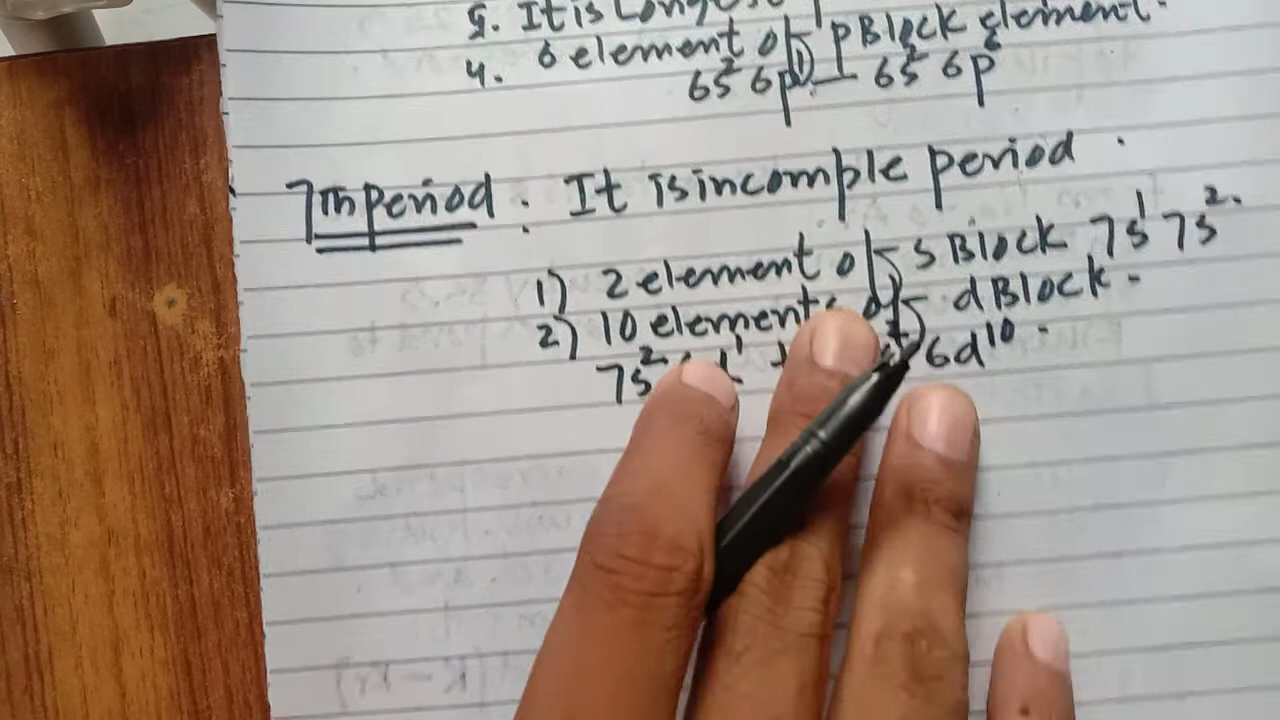 5. It is Longest
4. 6 element of p Block element.
6s² 6p¹ — 6s² 6p⁶
7th period : It is incomple period .
1) 2 element of s Block 7s¹ 7s².
2) 10 elements of d Block.
7s² 6d¹⁰.